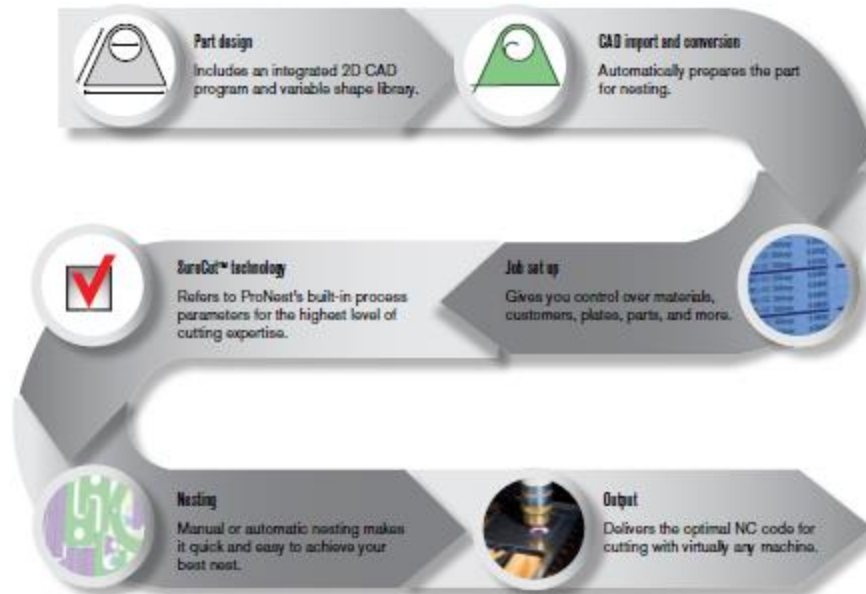 Part design
Includes an integrated 2D CAD
program and variable shape library.
CAD import and conversion
Automatically prepares the part
for nesting.
Job set up
Gives you control over materials,
customers, plates, parts, and more.
SureCut™ technology
Refers to ProNest's built-in process
parameters for the highest level of
cutting expertise.
Nesting
Manual or automatic nesting makes
it quick and easy to achieve your
best nest.
Output
Delivers the optimal NC code for
cutting with virtually any machine.